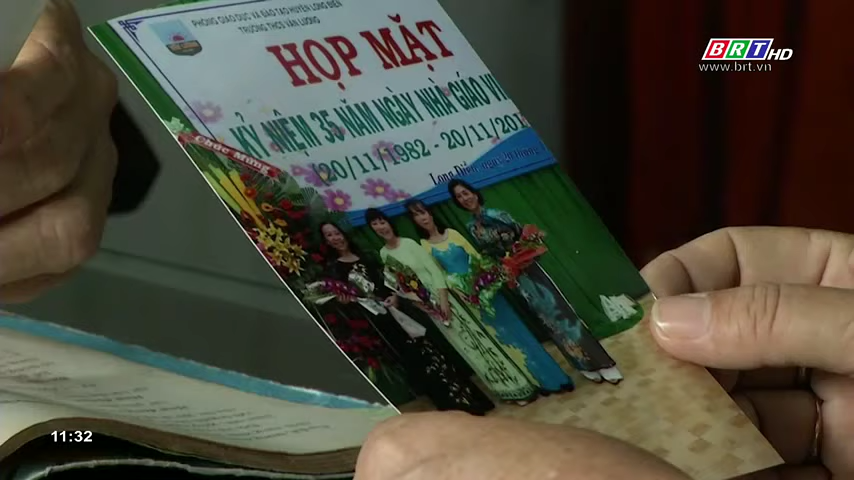 PHÒNG GIÁO DỤC VÀ ĐÀO TẠO HUYỆN LONG ĐIỀN
TRƯỜNG THCS VĂN LƯƠNG
HỌP MẶT
KỶ NIỆM 35 NĂM NGÀY NHÀ GIÁO VI
(20/11/1982 - 20/11/201
Long Điền, ngày
Chúc Mừng
BRT HD
www.brt.vn
11:32